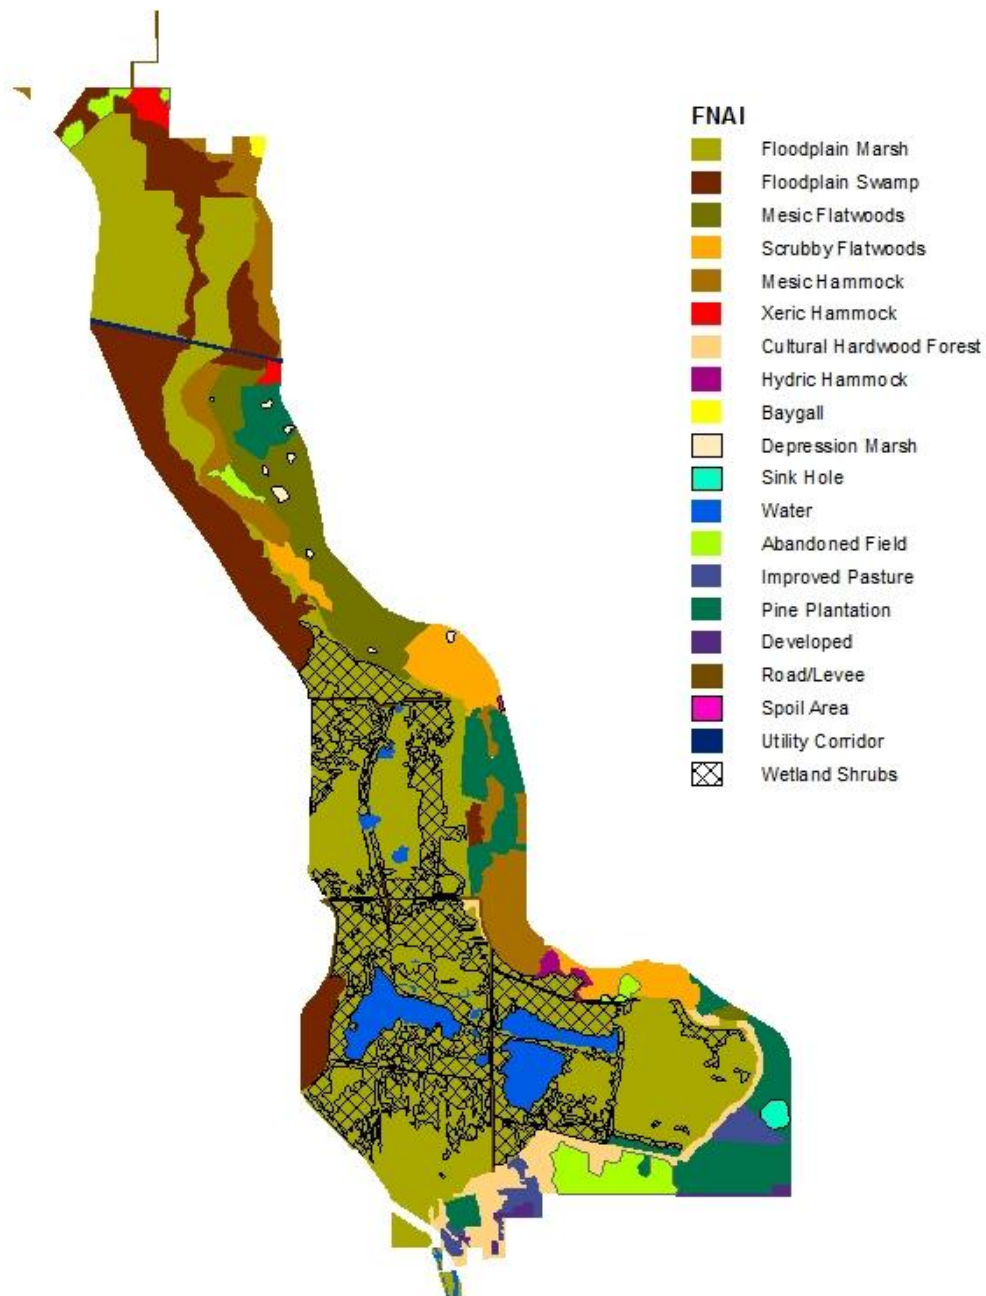 FNAI
Floodplain Marsh
Floodplain Swamp
Mesic Flatwoods
Scrubby Flatwoods
Mesic Hammock
Xeric Hammock
Cultural Hardwood Forest
Hydric Hammock
Baygall
Depression Marsh
Sink Hole
Water
Abandoned Field
Improved Pasture
Pine Plantation
Developed
Road/Levee
Spoil Area
Utility Corridor
Wetland Shrubs